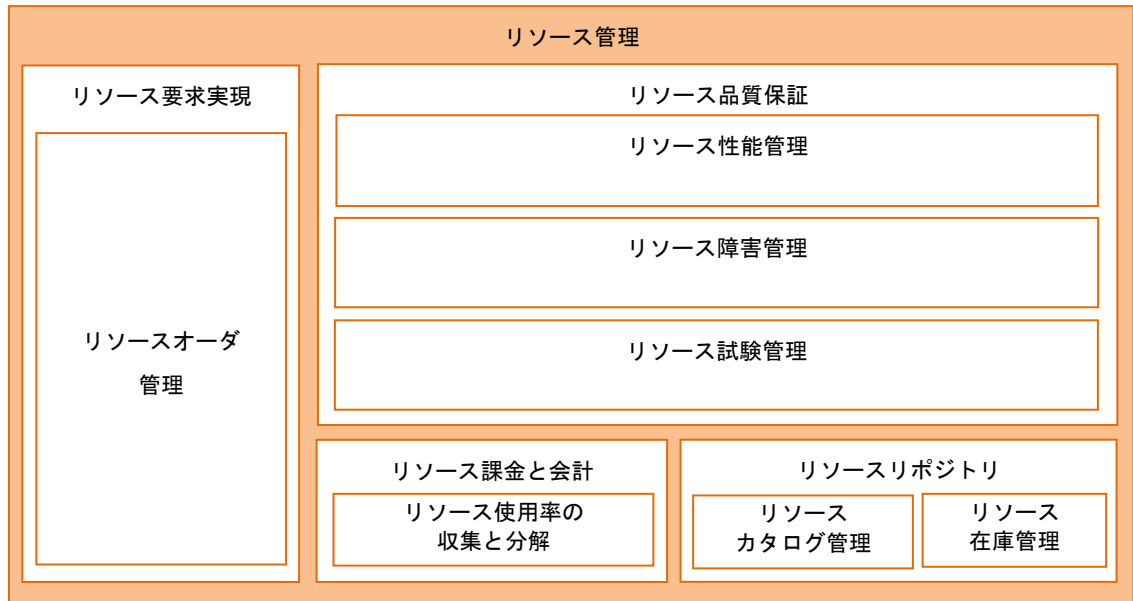 リソース管理
リソース要求実現
リソースオーダ
管理
リソース品質保証
リソース性能管理
リソース障害管理
リソース試験管理
リソース課金と会計
リソース使用率の
収集と分解
リソースリポジトリ
リソース
カタログ管理
リソース
在庫管理